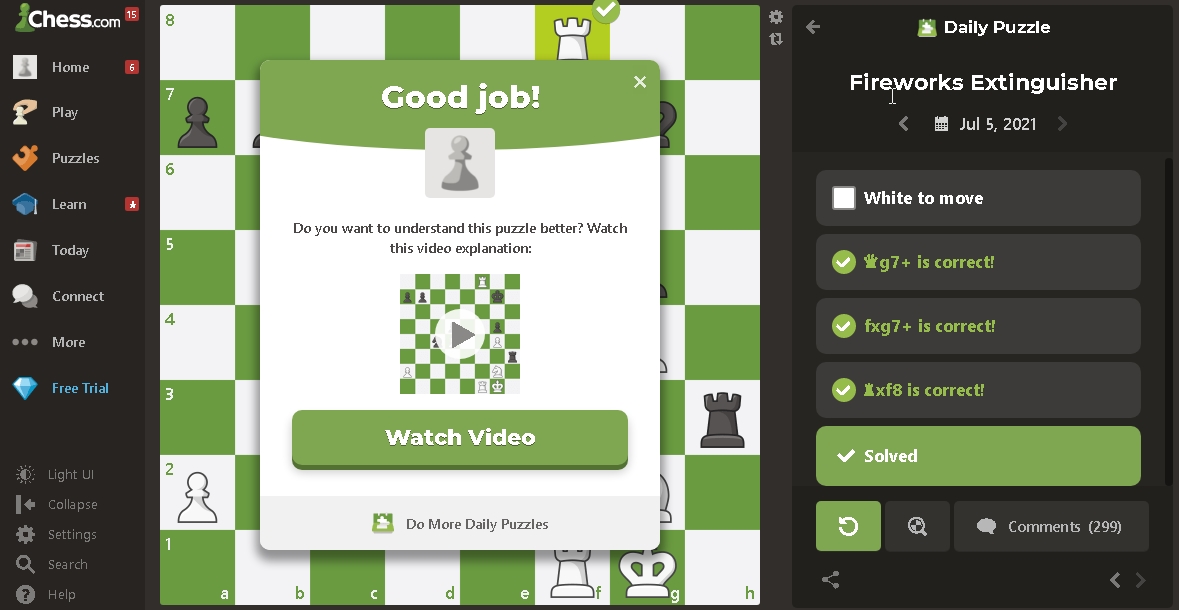 Chess.com 15
Home 6
Play
Puzzles
Learn
Today
Connect
More
Free Trial
Light UI
Collapse
Settings
Search
Help
8
7
6
5
4
3
2
1
a b c d e f g h
Good job!
Do you want to understand this puzzle better? Watch
this video explanation:
Watch Video
Do More Daily Puzzles
Daily Puzzle
Fireworks Extinguisher
Jul 5, 2021
White to move
♛g7+ is correct!
fxg7+ is correct!
♜xf8 is correct!
Solved
Comments (299)